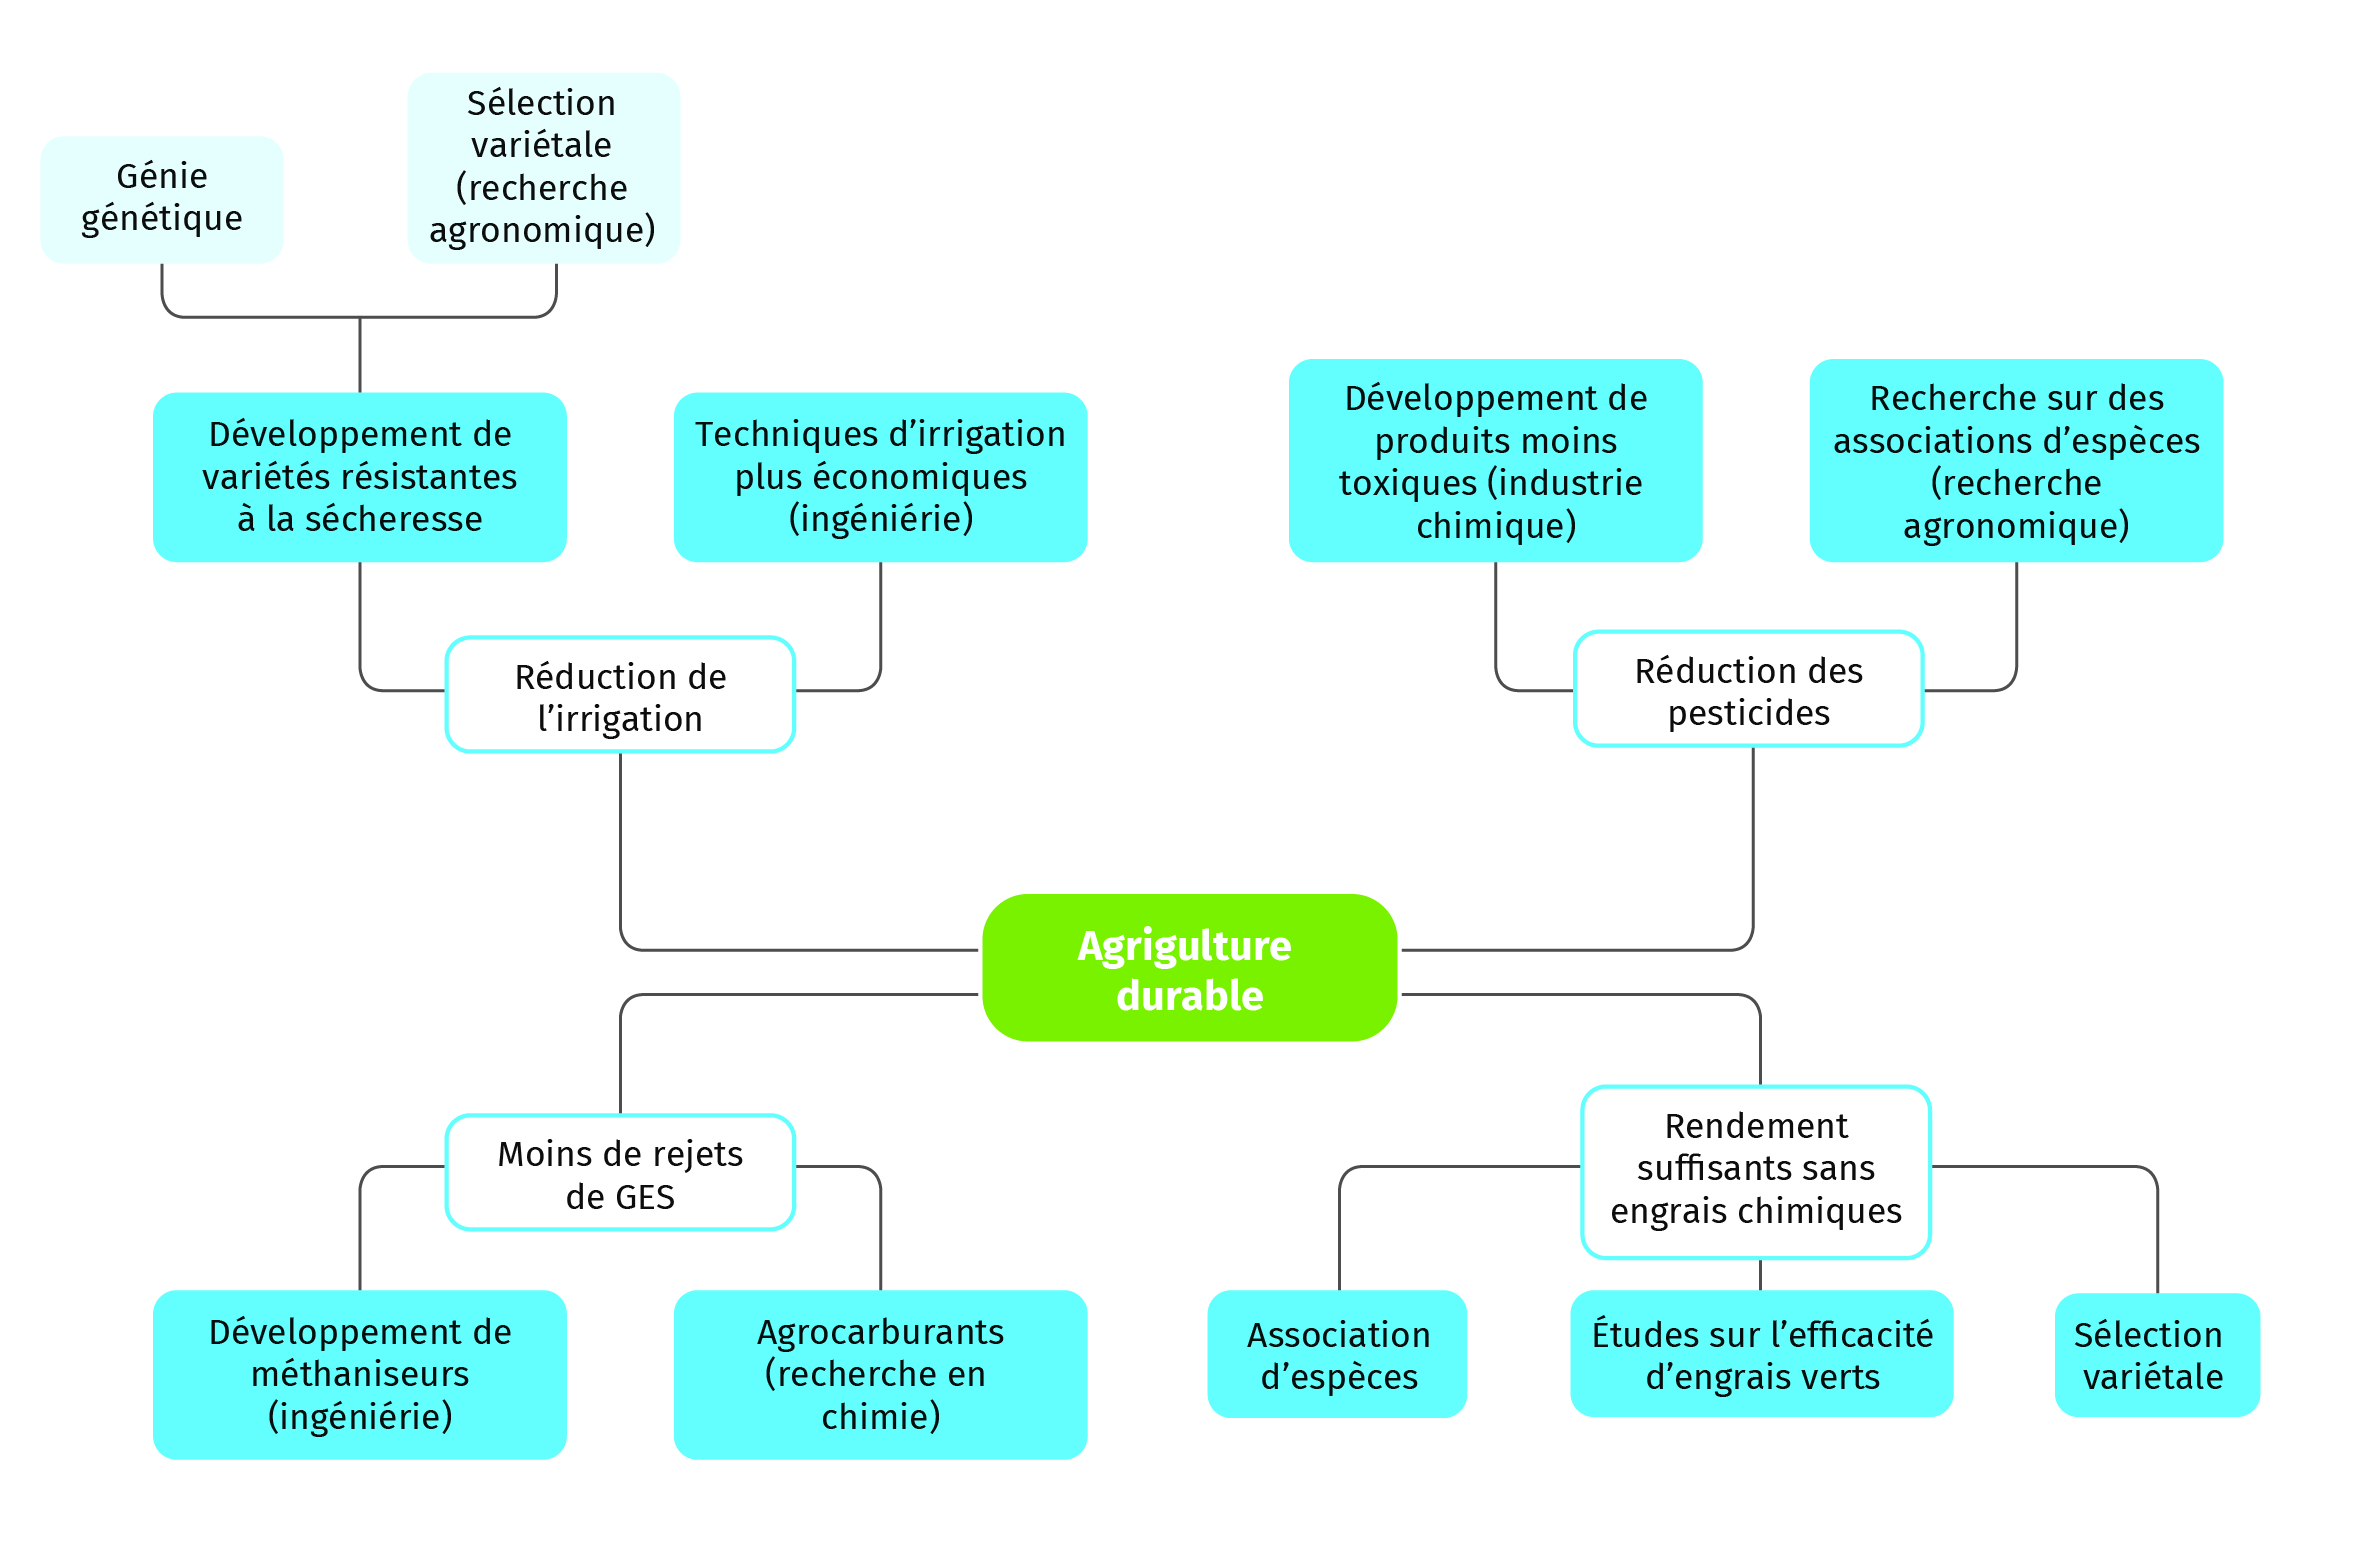 Génie
génétique
Sélection
variétale
(recherche
agronomique)
Développement de
variétés résistantes
à la sécheresse
Techniques d’irrigation
plus économiques
(ingéniérie)
Développement de
produits moins
toxiques (industrie
chimique)
Recherche sur des
associations d’espèces
(recherche
agronomique)
Réduction de
l’irrigation
Réduction des
pesticides
Agrigulture
durable
Moins de rejets
de GES
Rendement
suffisants sans
engrais chimiques
Développement de
méthaniseurs
(ingéniérie)
Agrocarburants
(recherche en
chimie)
Association
d’espèces
Études sur l’efficacité
d’engrais verts
Sélection
variétale